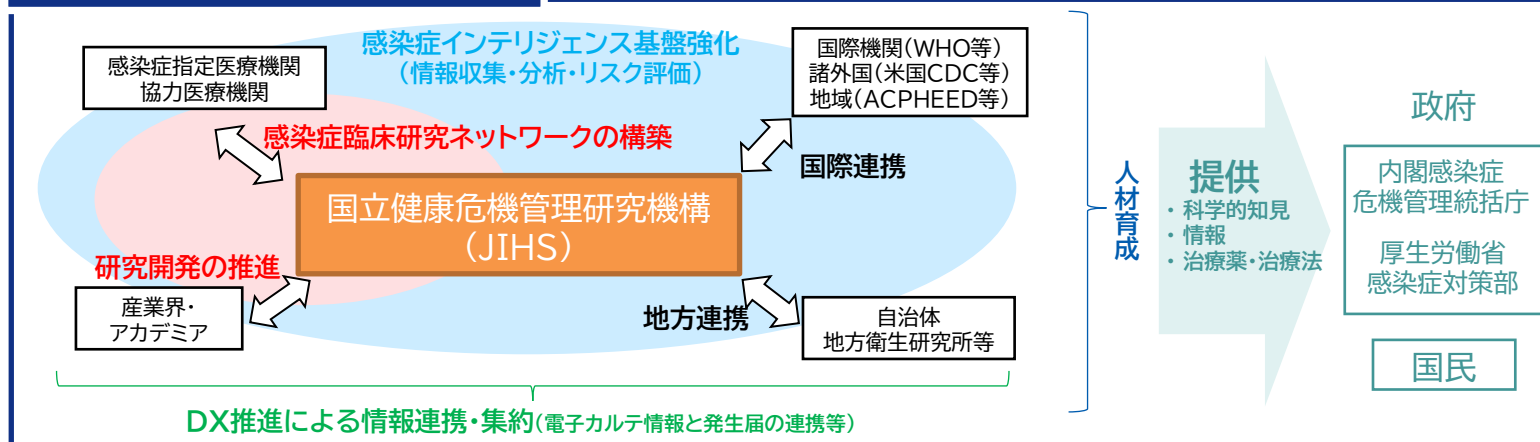 感染症インテリジェンス基盤強化
(情報収集・分析・リスク評価)
感染症指定医療機関
協力医療機関
国際機関(WHO等)
諸外国(米国CDC等)
地域(ACPHEED等)
感染症臨床研究ネットワークの構築
国際連携
国立健康危機管理研究機構
(JIHS)
研究開発の推進
産業界・
アカデミア
地方連携
自治体
地方衛生研究所等
DX推進による情報連携・集約(電子カルテ情報と発生届の連携等)
人材育成
提供
・科学的知見
・情報
・治療薬・治療法
政府
内閣感染症
危機管理統括庁
厚生労働省
感染症対策部
国民